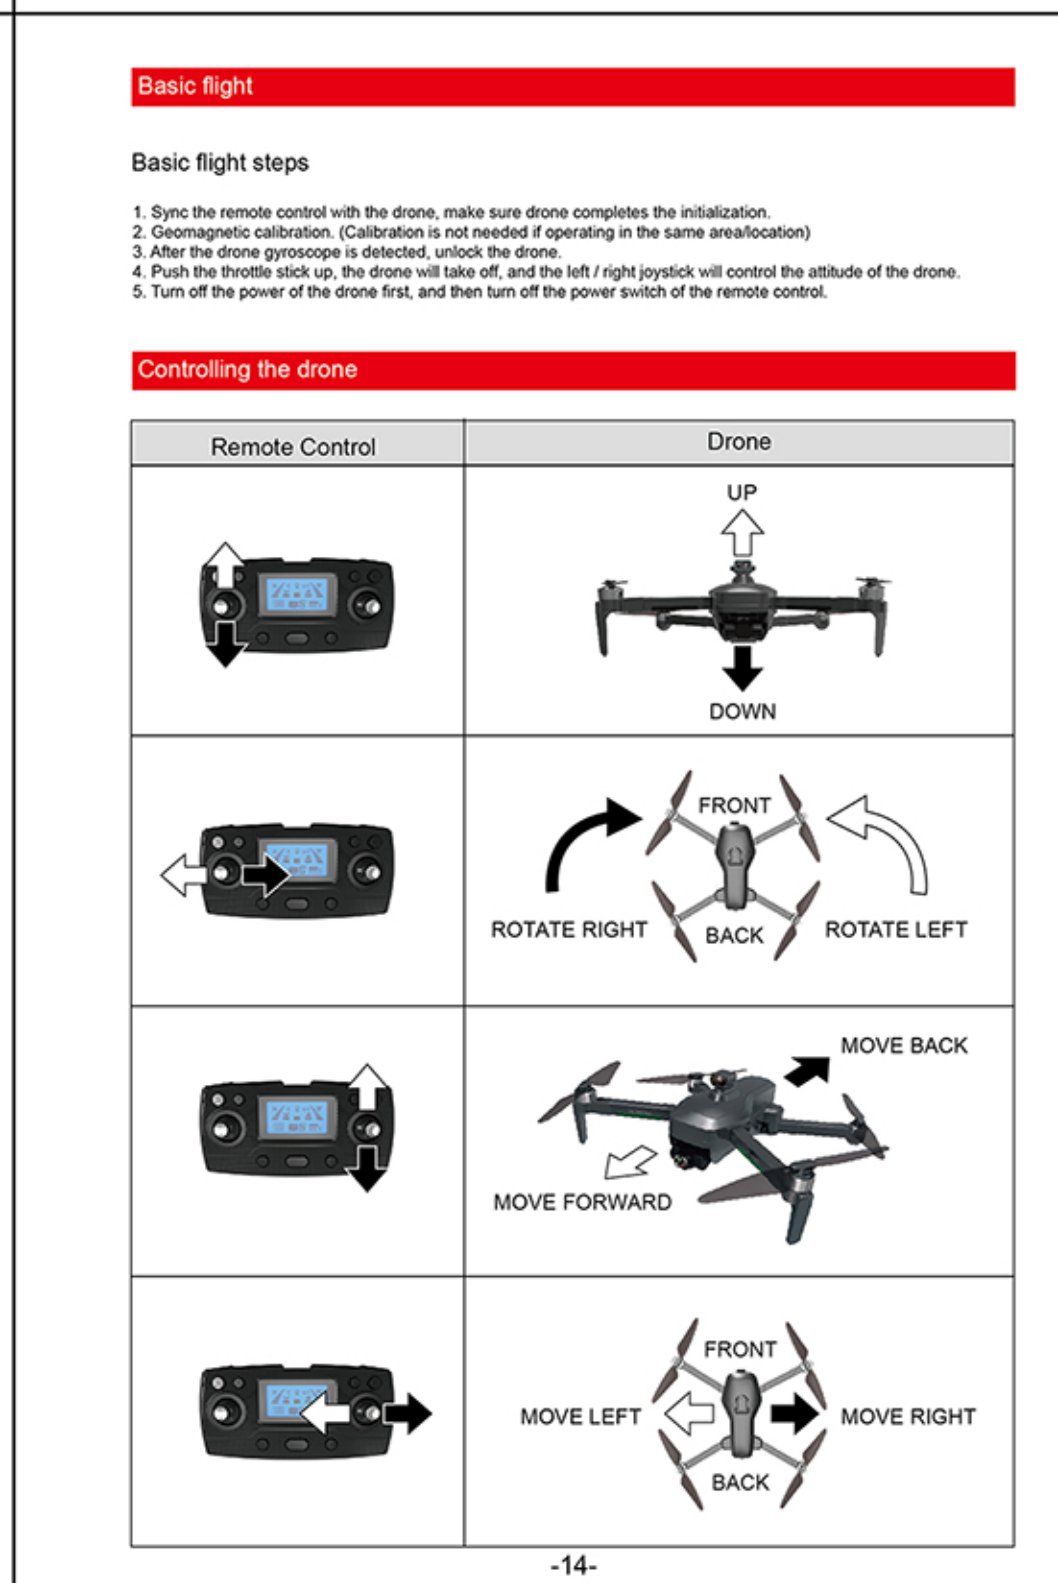 Basic flight
Basic flight steps
1. Sync the remote control with the drone, make sure drone completes the initialization.
2. Geomagnetic calibration. (Calibration is not needed if operating in the same area/location)
3. After the drone gyroscope is detected, unlock the drone.
4. Push the throttle stick up, the drone will take off, and the left / right joystick will control the attitude of the drone.
5. Turn off the power of the drone first, and then turn off the power switch of the remote control.
Controlling the drone
Remote Control
Drone
UP
DOWN
FRONT
ROTATE RIGHT
BACK
ROTATE LEFT
MOVE BACK
MOVE FORWARD
FRONT
MOVE LEFT
MOVE RIGHT
BACK
-14-